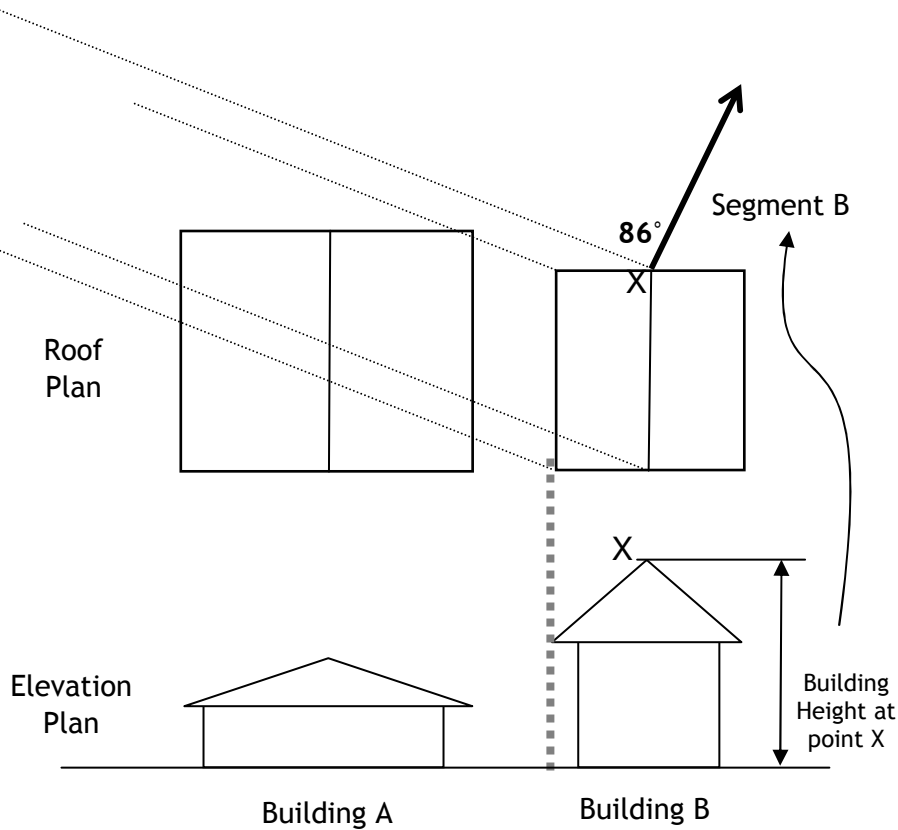 86°
Segment B
X
Roof
Plan
X
Elevation
Plan
Building
Height at
point X
Building A
Building B